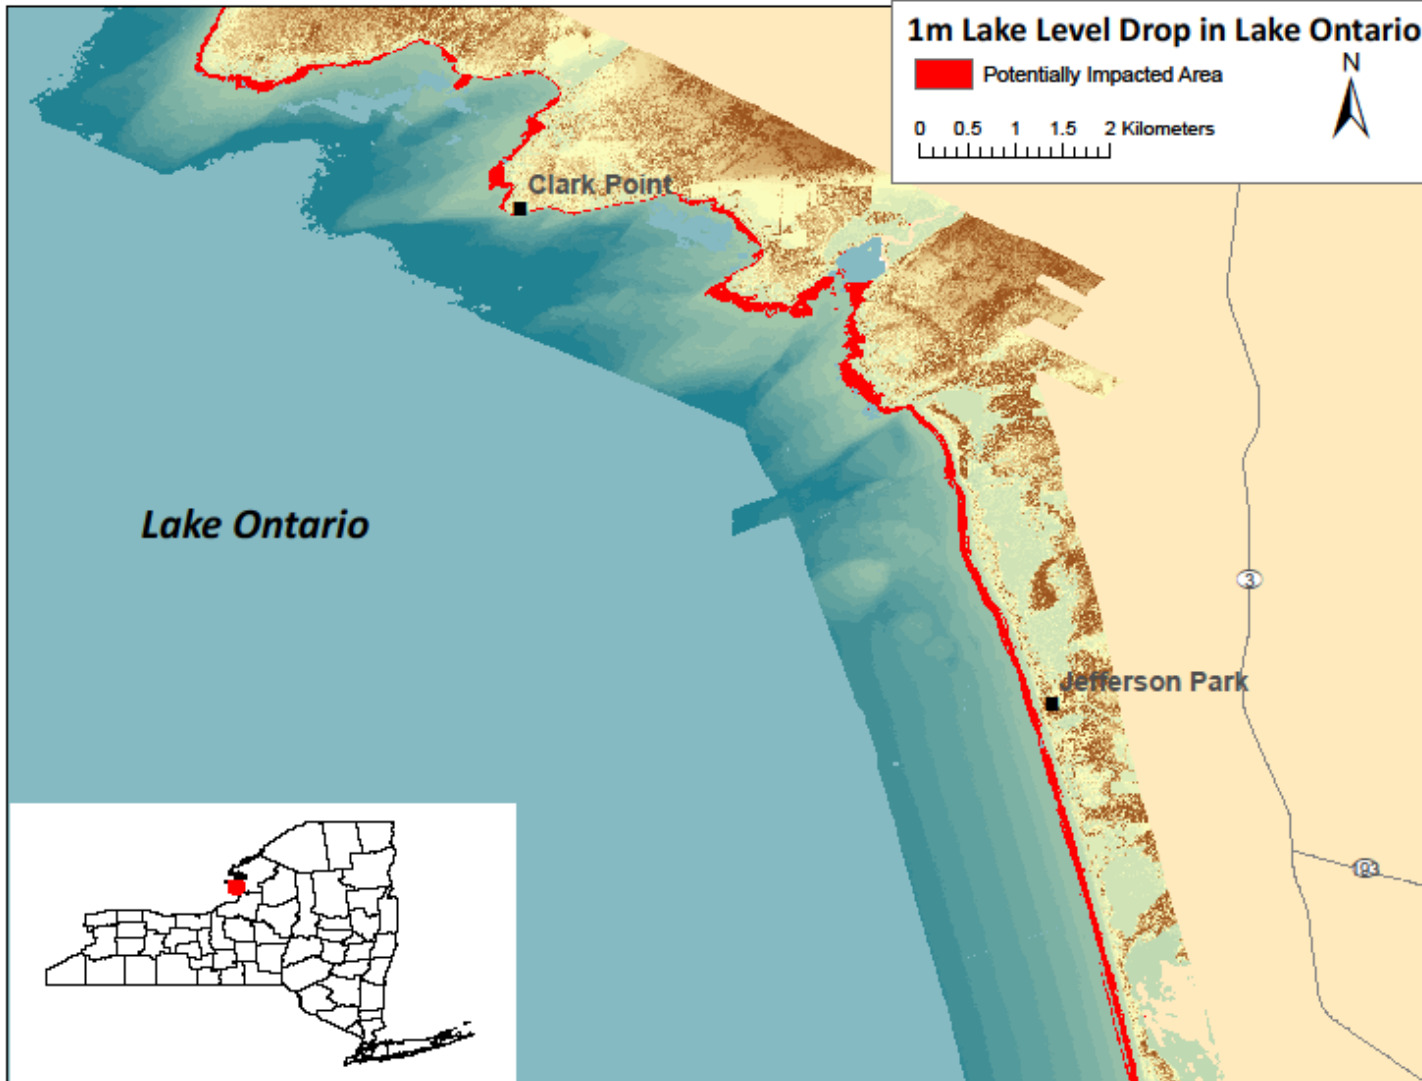 1m Lake Level Drop in Lake Ontario
N
Potentially Impacted Area
0 0.5 1 1.5 2 Kilometers
Clark Point
Lake Ontario
3
Jefferson Park
193